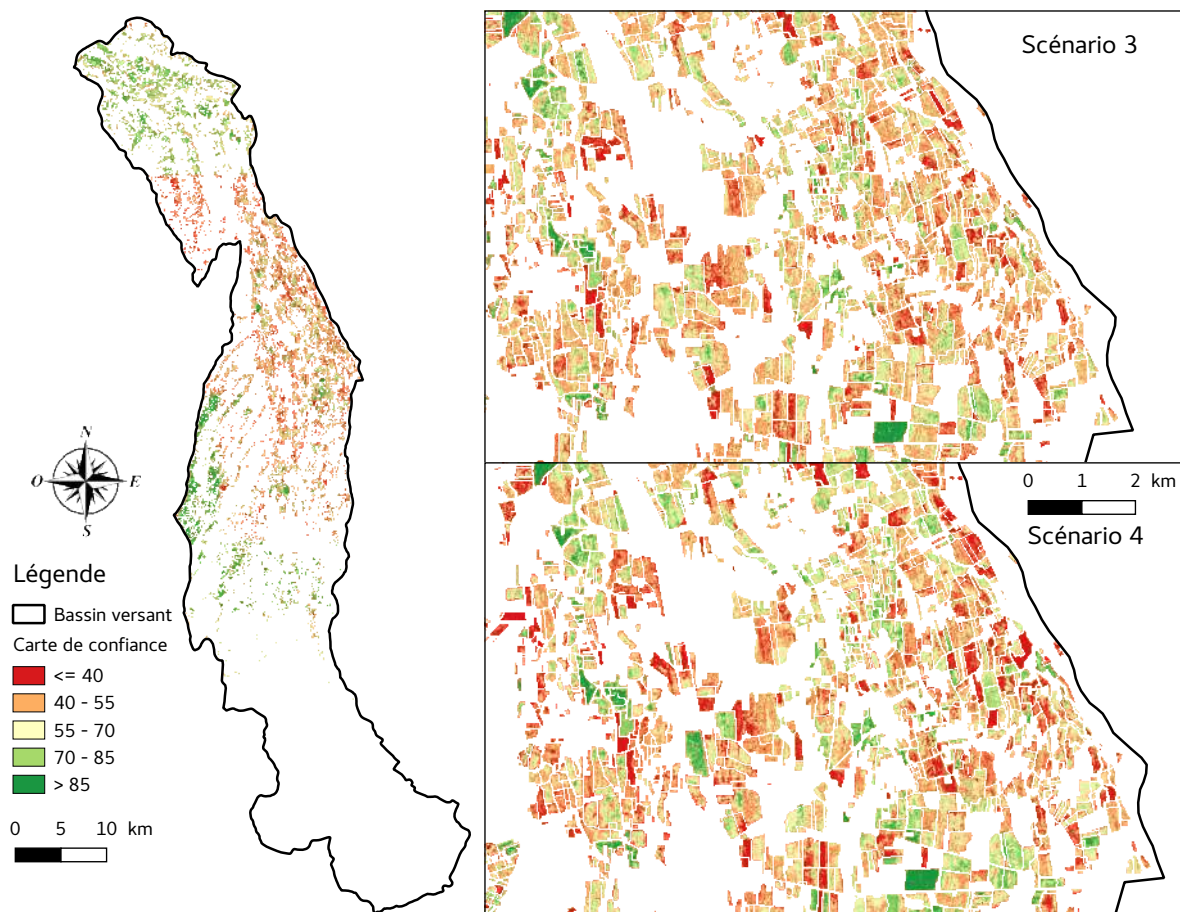 Scénario 3
N
O
E
S
0 1 2 km
Scénario 4
Légende
Bassin versant
Carte de confiance
<= 40
40 - 55
55 - 70
70 - 85
> 85
0 5 10 km